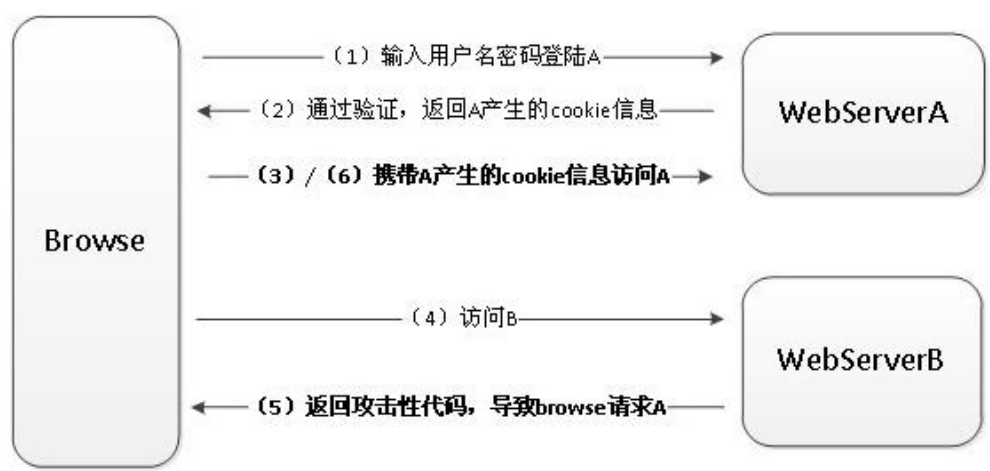 （1）输入用户名密码登陆A
（2）通过验证，返回A产生的cookie信息
WebServerA
（3）/（6）携带A产生的cookie信息访问A
Browse
（4）访问B
WebServerB
（5）返回攻击性代码，导致browse请求A